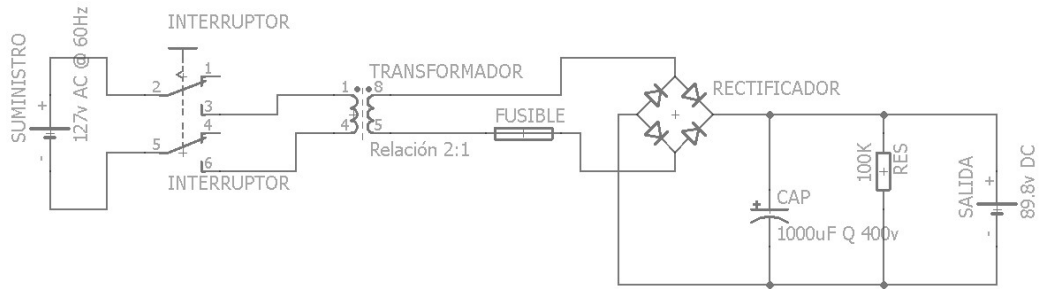 INTERRUPTOR
SUMINISTRO
127v AC @ 60Hz
1
2
3
4
5
6
INTERRUPTOR
TRANSFORMADOR
1
8
4
5
Relación 2:1
FUSIBLE
RECTIFICADOR
CAP
1000uF Q 400v
100K
RES
SALIDA
89.8v DC